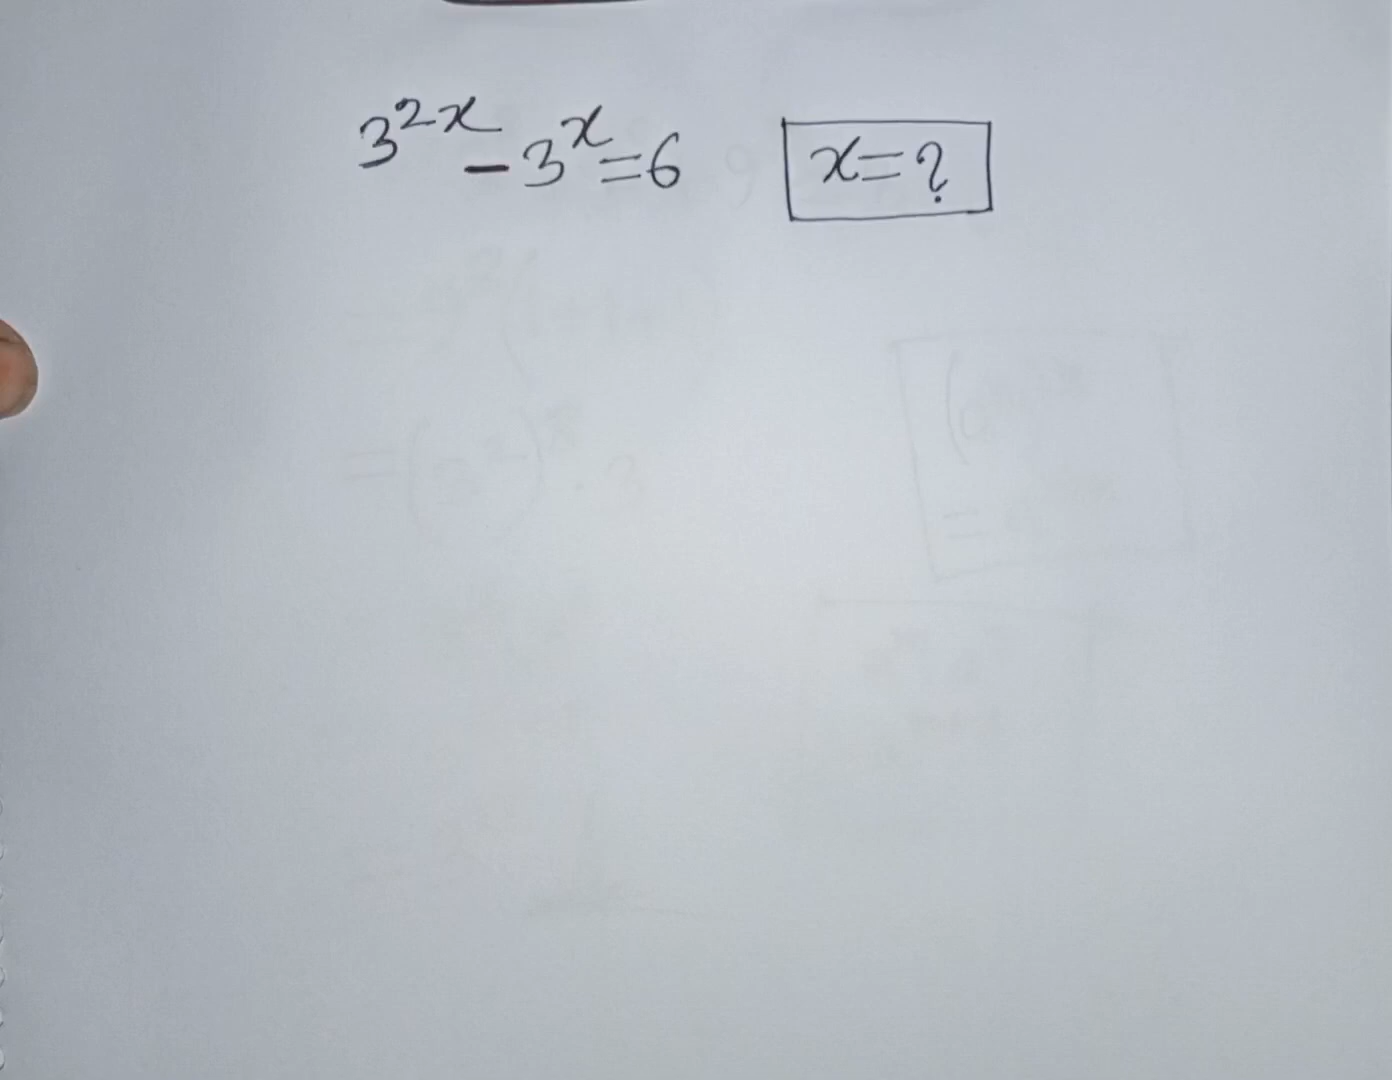 3^{2x} - 3^x = 6 x = ?